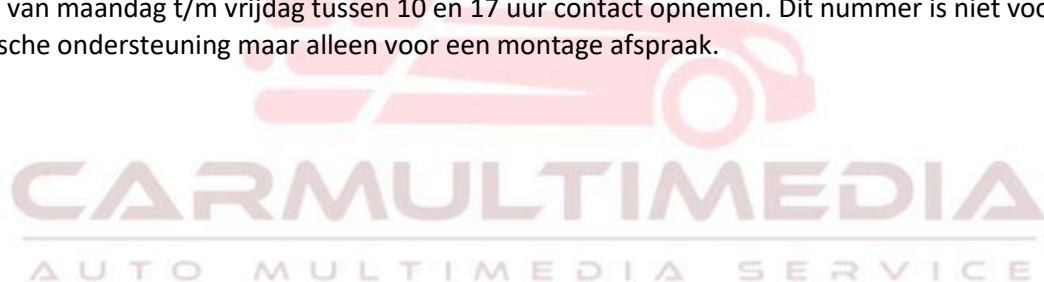 van maandag t/m vrijdag tussen 10 en 17 uur contact opnemen. Dit nummer is niet voo
sche ondersteuning maar alleen voor een montage afspraak.
CARMULTIMEDIA
AUTO MULTIMEDIA SERVICE